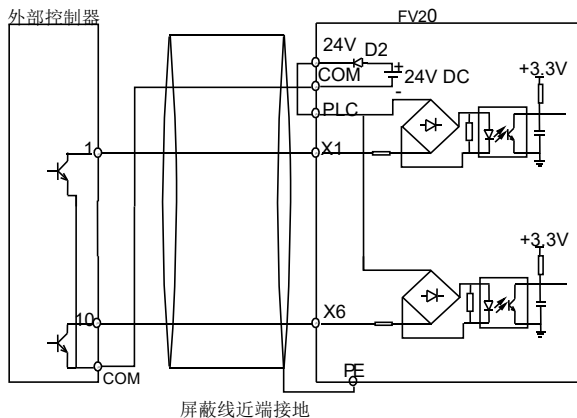 外部控制器
FV20
24V
D2
+
COM
24V DC
-
PLC
+3.3V
1
X1
+3.3V
10
X6
COM
PE
屏蔽线近端接地